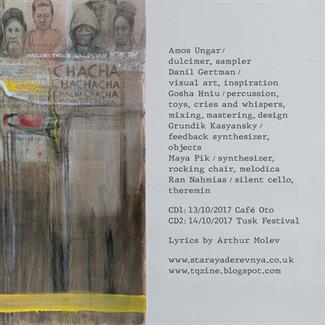 CHACHA
CHACHACHA
CHACHACHA
CHACHACHA
Amos Ungar /
dulcimer, sampler
Danil Gertman /
visual art, inspiration
Gosha Hniu / percussion,
toys, cries and whispers,
mixing, mastering, design
Grundik Kasyansky /
feedback synthesizer,
objects
Maya Pik / synthesizer,
rocking chair, melodica
Ran Nahmias / silent cello,
theremin
CD1: 13/10/2017 Café Oto
CD2: 14/10/2017 Tusk Festival
Lyrics by Arthur Molev
www.starayaderevnya.co.uk
www.tqzine.blogspot.com